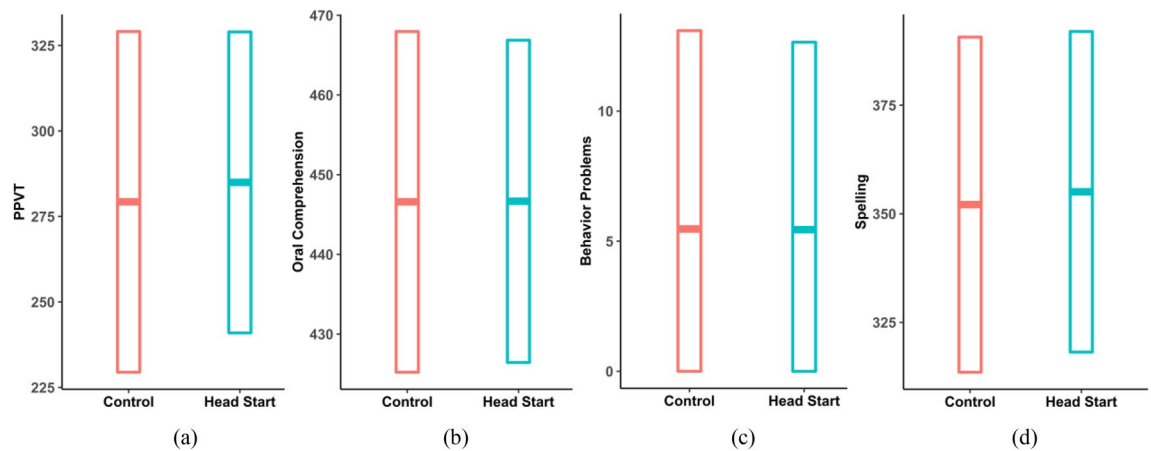 PPVT
325
300
275
250
225
Control Head Start
(a)
Oral Comprehension
470
460
450
440
430
Control Head Start
(b)
Behavior Problems
10
5
0
Control Head Start
(c)
Spelling
375
350
325
Control Head Start
(d)